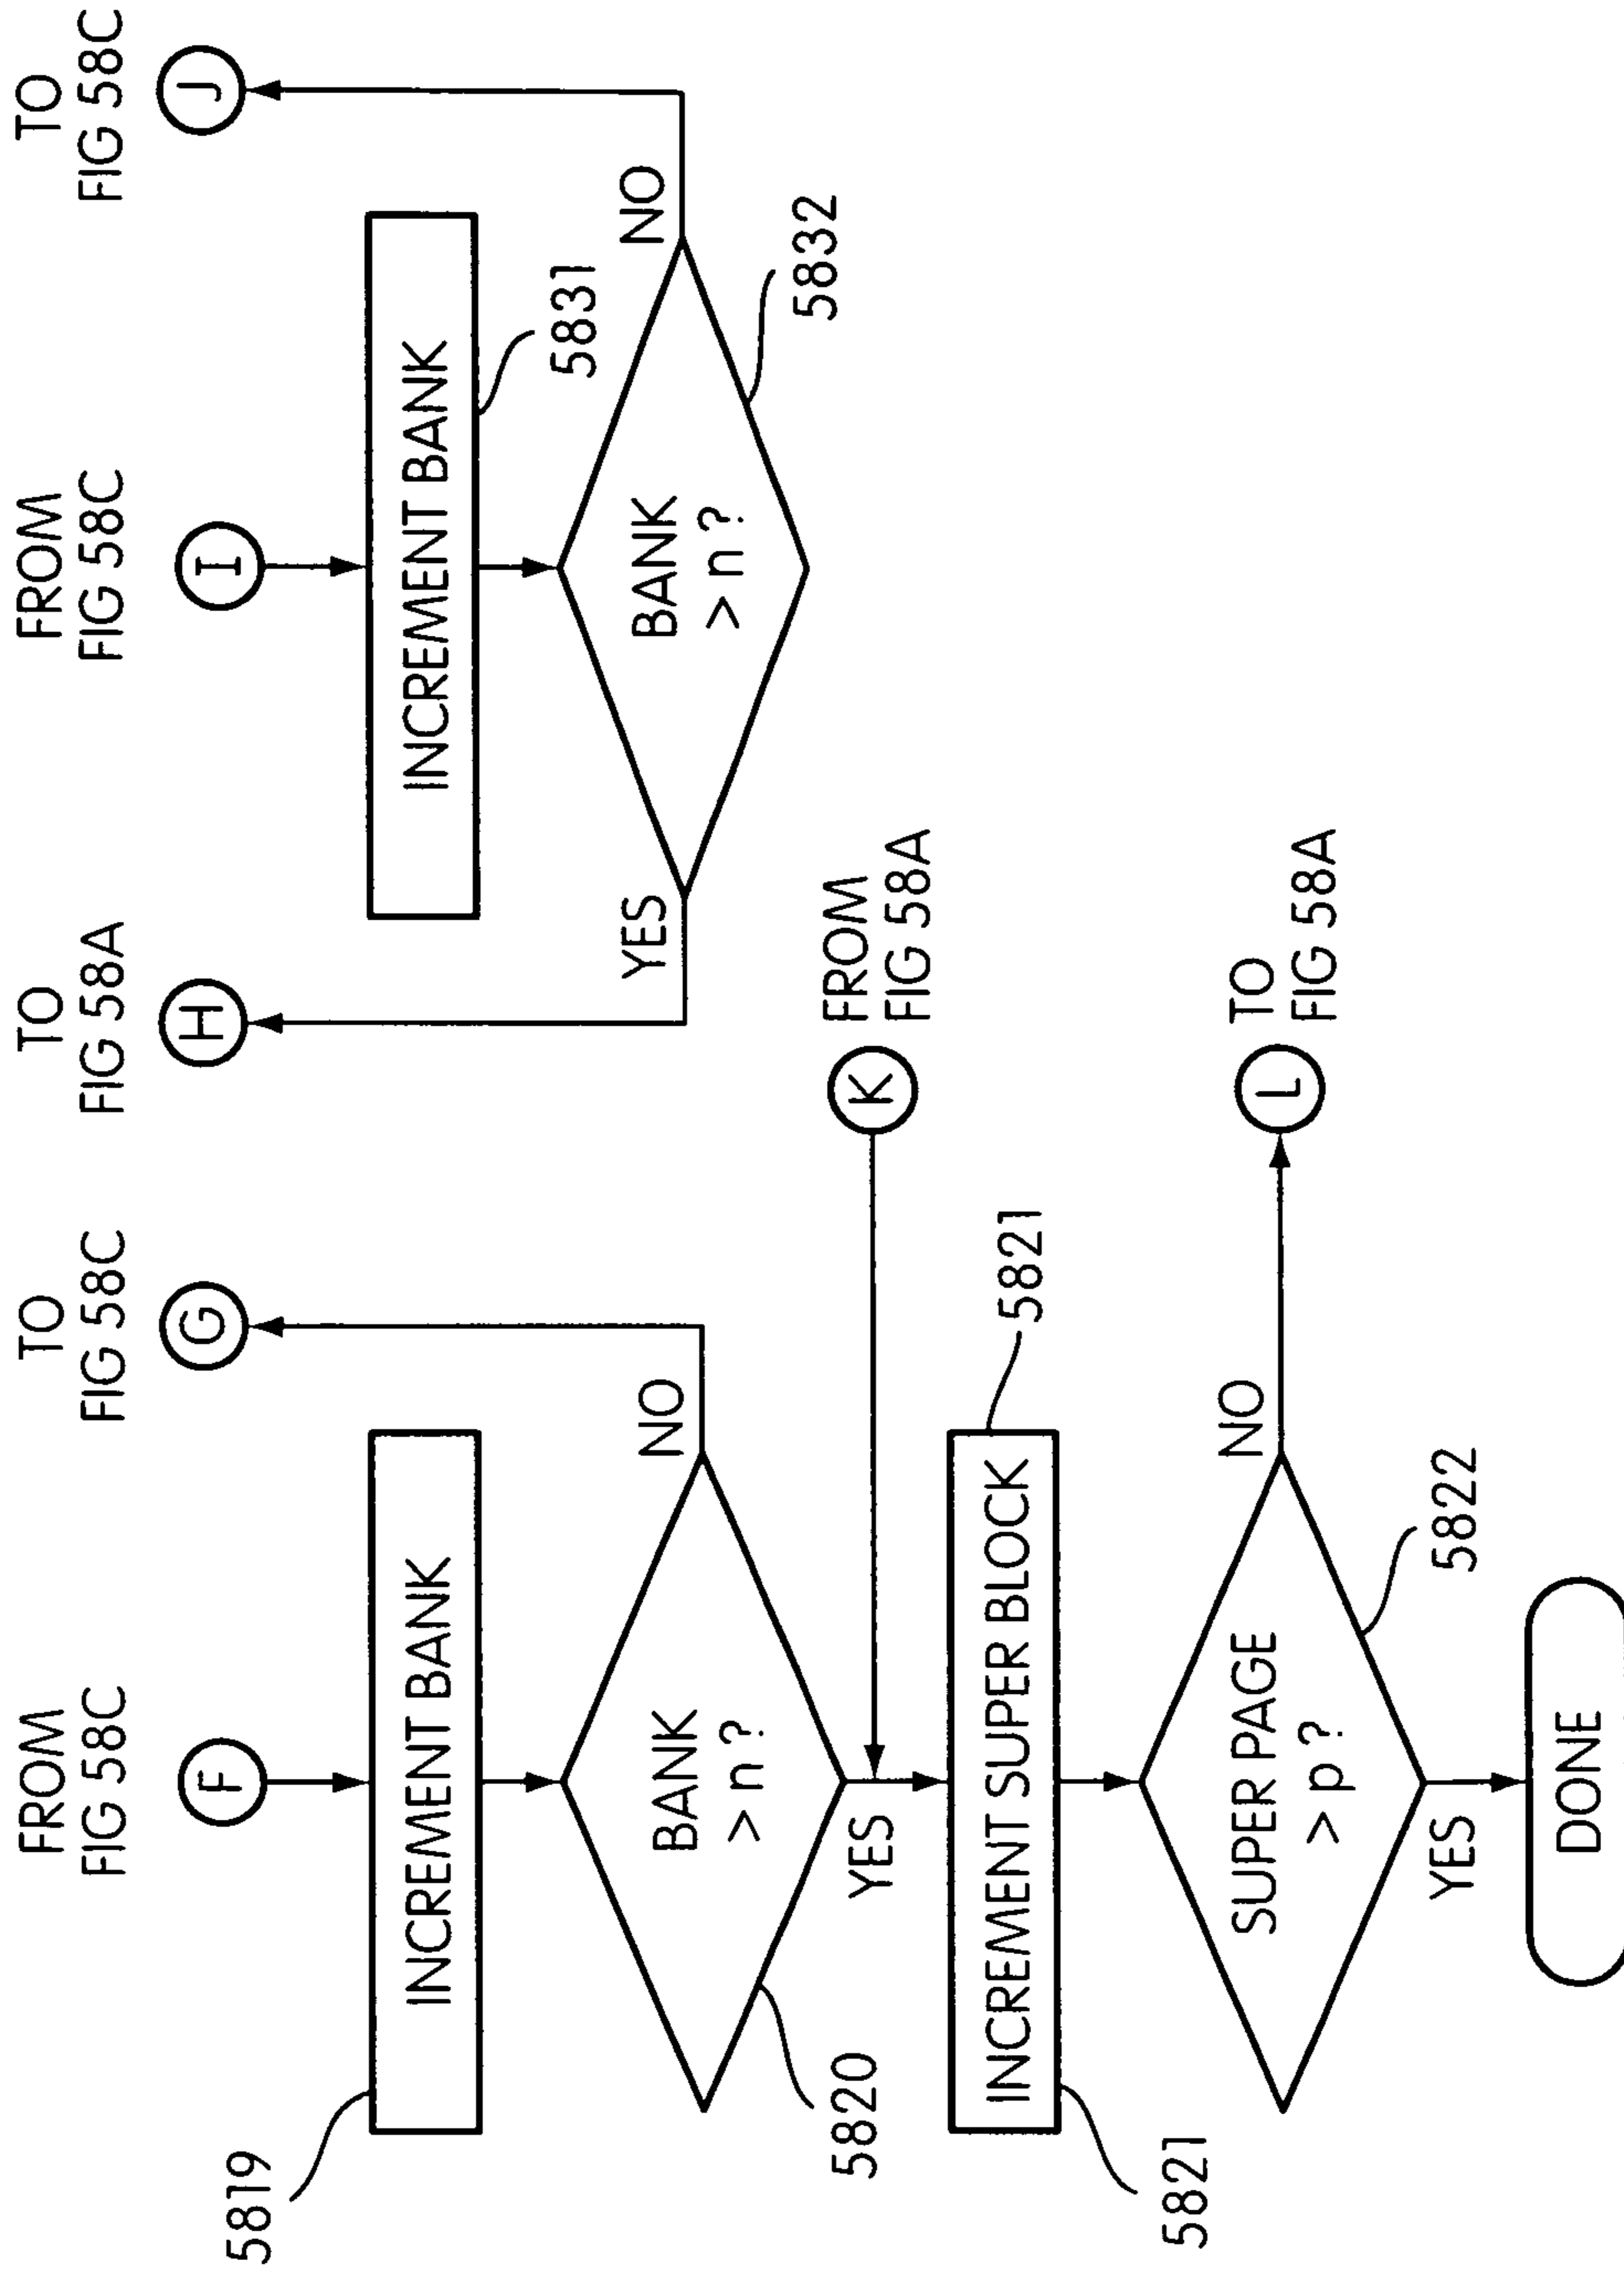 FROM
FIG 58C
F
TO
FIG 58C
G
TO
FIG 58A
H
FROM
FIG 58C
I
TO
FIG 58C
J
5819
INCREMENT BANK
INCREMENT BANK
5831
BANK
> n ?
NO
5820
YES
BANK
> n ?
YES
NO
5832
K
FROM
FIG 58A
INCREMENT SUPER BLOCK
5821
5821
SUPER PAGE
> p ?
NO
L
TO
FIG 58A
5822
YES
DONE